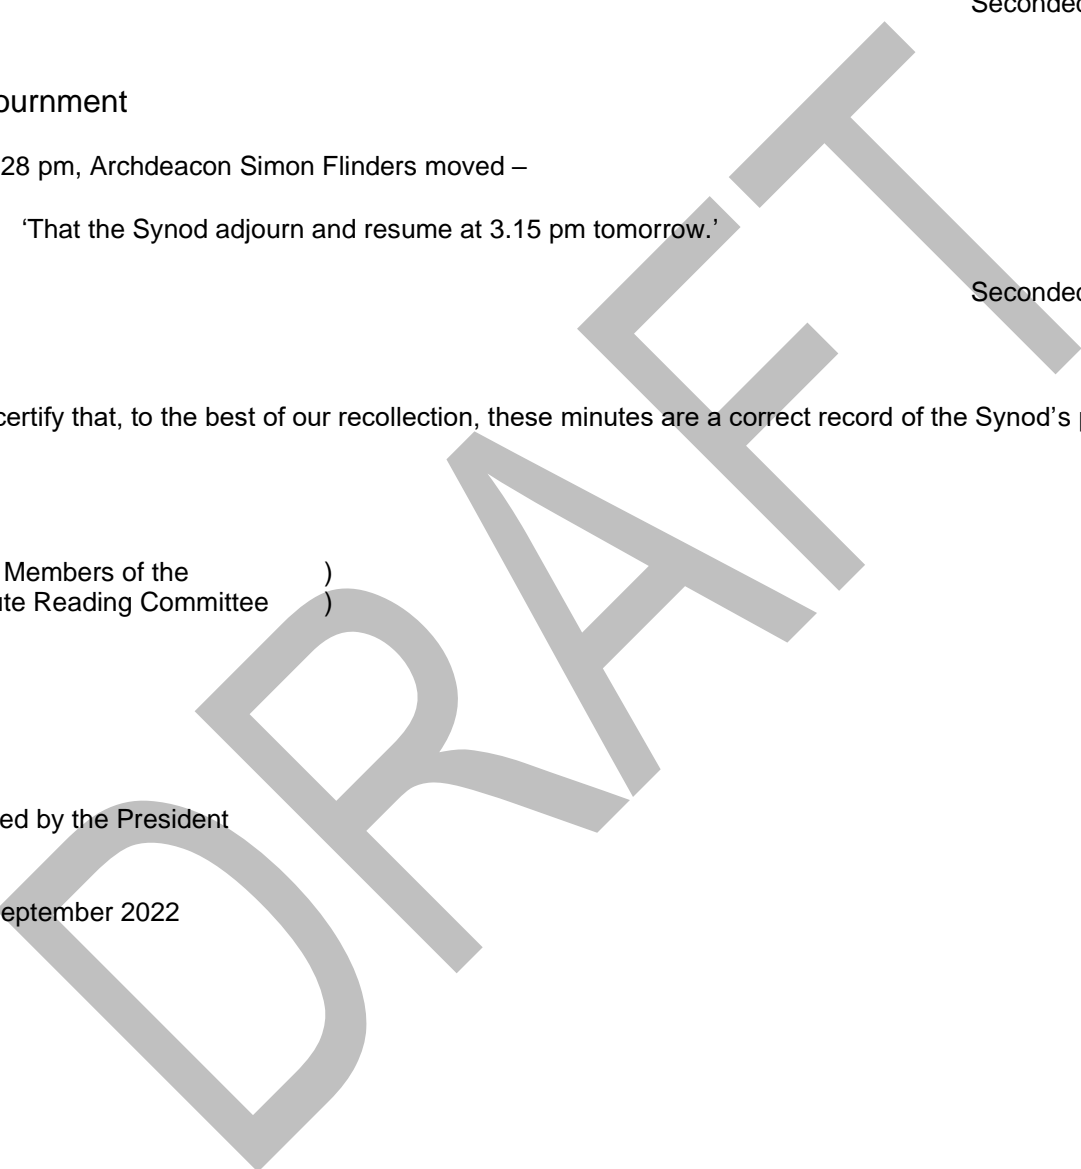 Seconded
ournment
28 pm, Archdeacon Simon Flinders moved –
‘That the Synod adjourn and resume at 3.15 pm tomorrow.’
Seconded
certify that, to the best of our recollection, these minutes are a correct record of the Synod’s p
Members of the )
ute Reading Committee )
ed by the President
eptember 2022
DRAFT